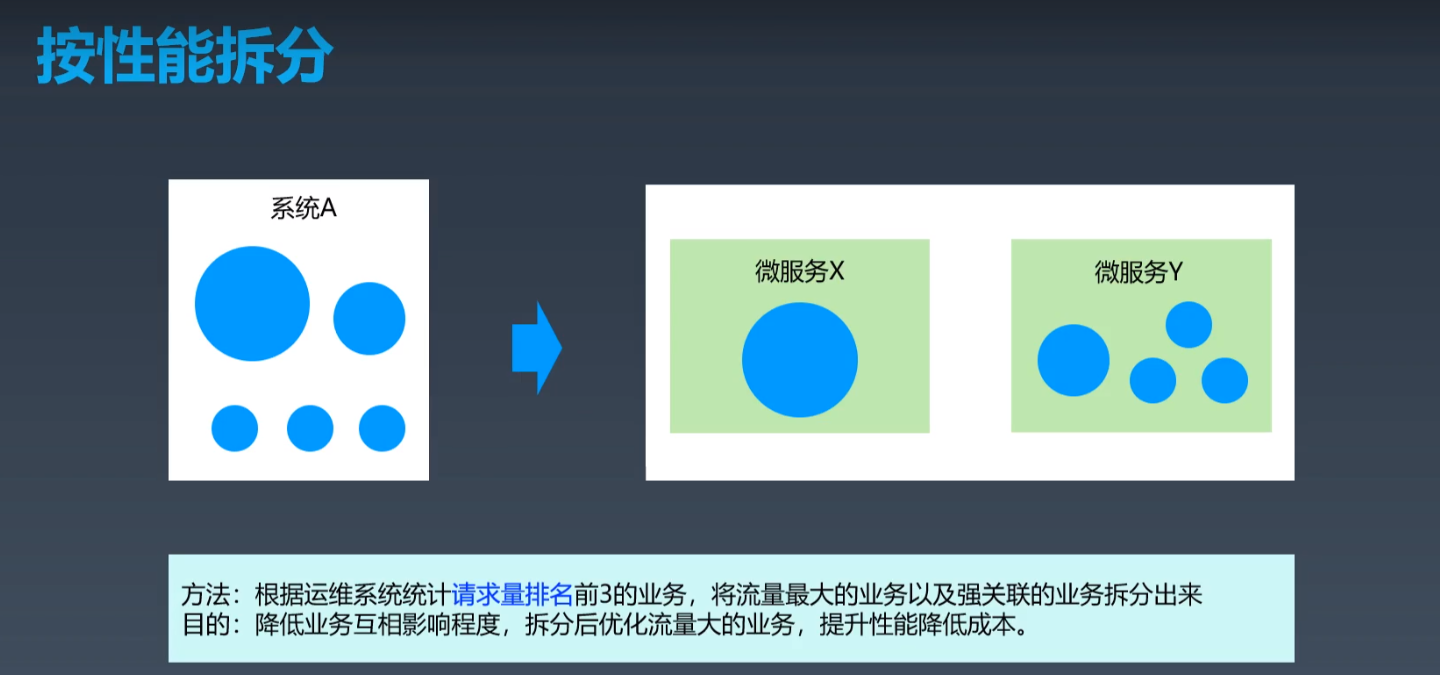 按性能拆分
系统A
微服务X
微服务Y
方法：根据运维系统统计请求量排名前3的业务，将流量最大的业务以及强关联的业务拆分出来
目的：降低业务互相影响程度，拆分后优化流量大的业务，提升性能降低成本。